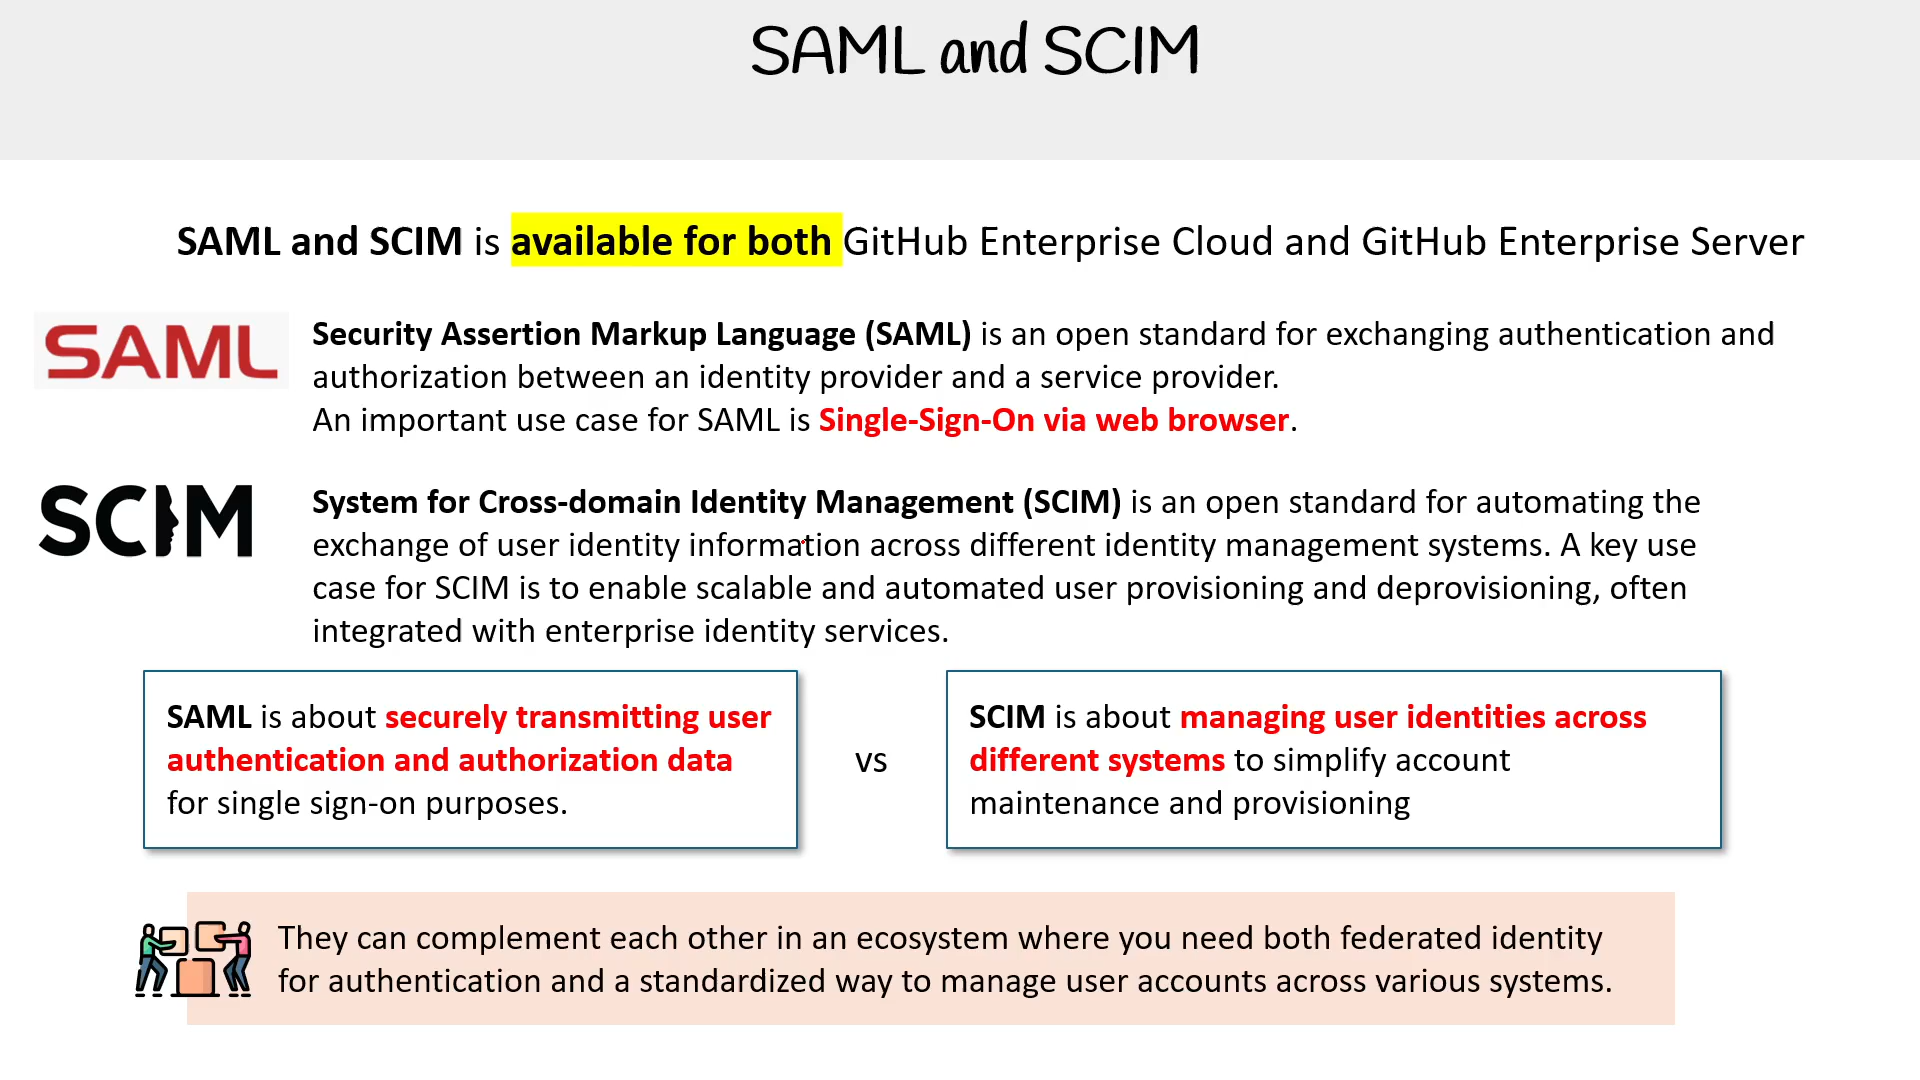 SAML and SCIM
SAML and SCIM is available for both GitHub Enterprise Cloud and GitHub Enterprise Server
SAML
Security Assertion Markup Language (SAML) is an open standard for exchanging authentication and
authorization between an identity provider and a service provider.
An important use case for SAML is Single-Sign-On via web browser.
SCIM
System for Cross-domain Identity Management (SCIM) is an open standard for automating the
exchange of user identity information across different identity management systems. A key use
case for SCIM is to enable scalable and automated user provisioning and deprovisioning, often
integrated with enterprise identity services.
SAML is about securely transmitting user
authentication and authorization data
for single sign-on purposes.
vs
SCIM is about managing user identities across
different systems to simplify account
maintenance and provisioning
They can complement each other in an ecosystem where you need both federated identity
for authentication and a standardized way to manage user accounts across various systems.